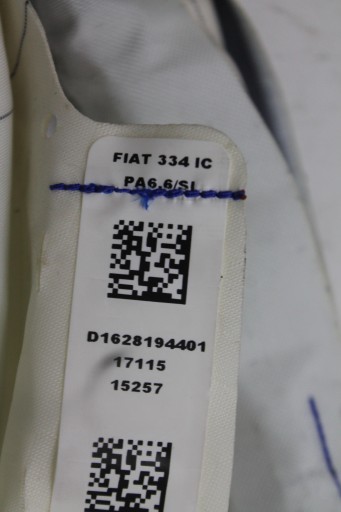 FIAT 334 IC
PA6.6/SI
D1628194401
17115
15257